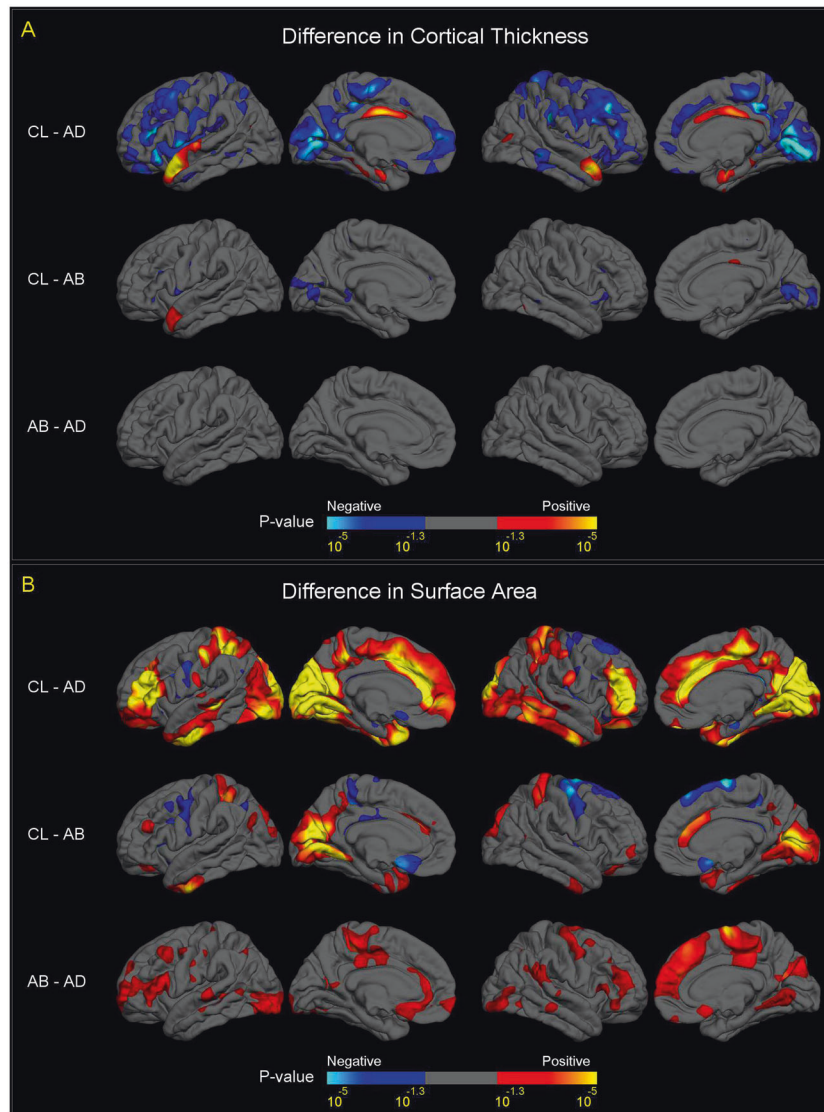 A
Difference in Cortical Thickness
CL - AD
CL - AB
AB - AD
Negative Positive
P-value
10^-5 10^-1.3 10^-1.3 10^-5
B
Difference in Surface Area
CL - AD
CL - AB
AB - AD
Negative Positive
P-value
10^-5 10^-1.3 10^-1.3 10^-5